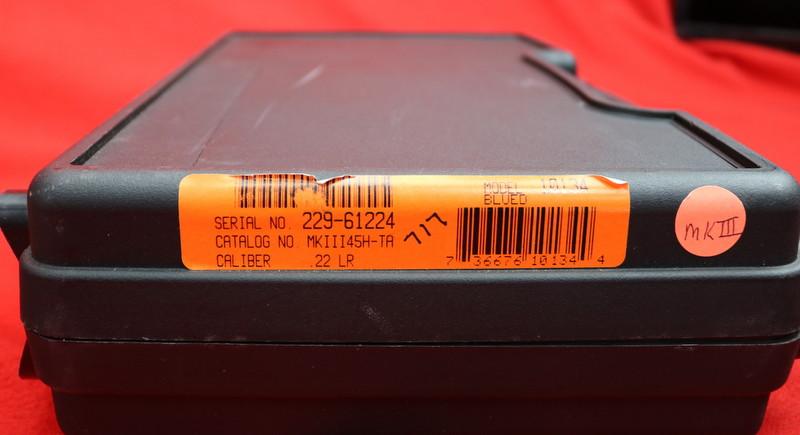 SERIAL NO. 229-61224
CATALOG NO. MKIII45H-TA
CALIBER .22 LR
717
MODEL 10134
BLUED
7 36676 10134 4
MKIII